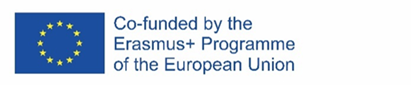 Co-funded by the
Erasmus+ Programme
of the European Union